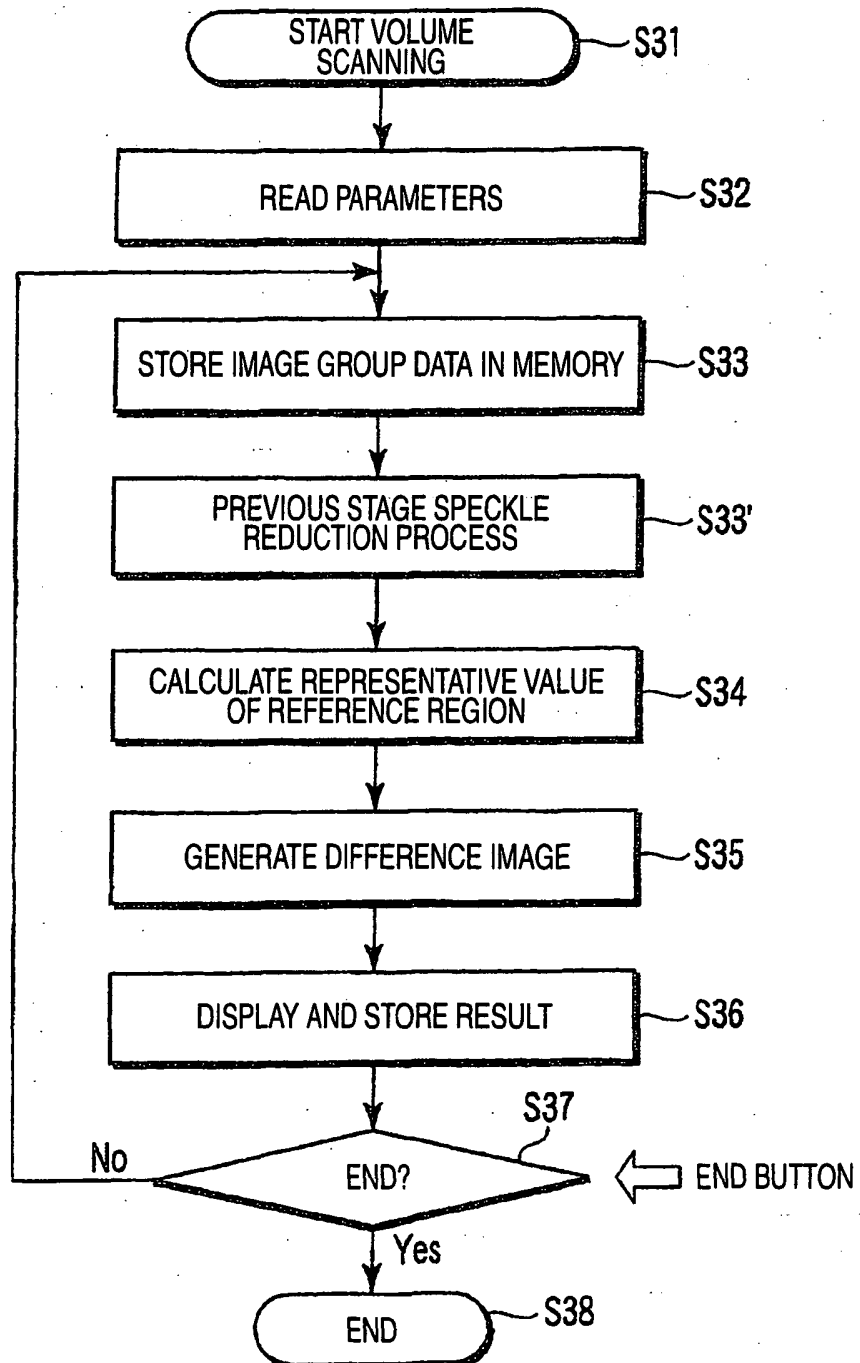 START VOLUME
SCANNING
S31
READ PARAMETERS
S32
STORE IMAGE GROUP DATA IN MEMORY
S33
PREVIOUS STAGE SPECKLE
REDUCTION PROCESS
S33'
CALCULATE REPRESENTATIVE VALUE
OF REFERENCE REGION
S34
GENERATE DIFFERENCE IMAGE
S35
DISPLAY AND STORE RESULT
S36
S37
No
END?
END BUTTON
Yes
END
S38